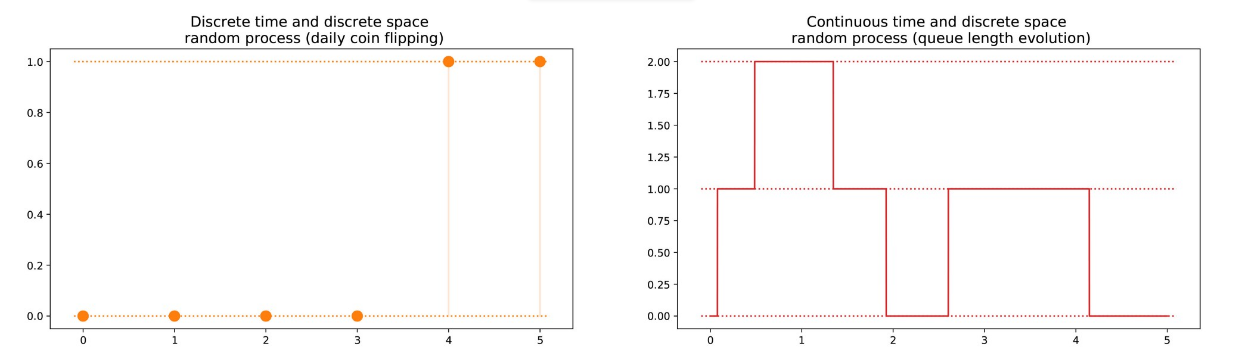 Discrete time and discrete space
random process (daily coin flipping)
1.0
0.8
0.6
0.4
0.2
0.0
0 1 2 3 4 5
Continuous time and discrete space
random process (queue length evolution)
2.00
1.75
1.50
1.25
1.00
0.75
0.50
0.25
0.00
0 1 2 3 4 5